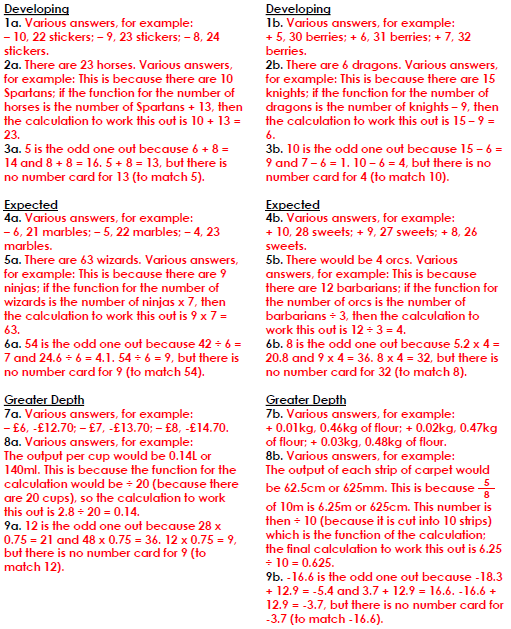 Developing
1a. Various answers, for example:
– 10, 22 stickers; – 9, 23 stickers; – 8, 24
stickers.
2a. There are 23 horses. Various answers,
for example: This is because there are 10
Spartans; if the function for the number of
horses is the number of Spartans + 13, then
the calculation to work this out is 10 + 13 =
23.
3a. 5 is the odd one out because 6 + 8 =
14 and 8 + 8 = 16. 5 + 8 = 13, but there is
no number card for 13 (to match 5).
Expected
4a. Various answers, for example:
– 6, 21 marbles; – 5, 22 marbles; – 4, 23
marbles.
5a. There are 63 wizards. Various answers,
for example: This is because there are 9
ninjas; if the function for the number of
wizards is the number of ninjas x 7, then
the calculation to work this out is 9 x 7 =
63.
6a. 54 is the odd one out because 42 ÷ 6 =
7 and 24.6 ÷ 6 = 4.1. 54 ÷ 6 = 9, but there is
no number card for 9 (to match 54).
Greater Depth
7a. Various answers, for example:
– £6, -£12.70; – £7, -£13.70; – £8, -£14.70.
8a. Various answers, for example:
The output per cup would be 0.14L or
140ml. This is because the function for the
calculation would be ÷ 20 (because there
are 20 cups), so the calculation to work
this out is 2.8 ÷ 20 = 0.14.
9a. 12 is the odd one out because 28 x
0.75 = 21 and 48 x 0.75 = 36. 12 x 0.75 = 9,
but there is no number card for 9 (to
match 12).
Developing
1b. Various answers, for example:
+ 5, 30 berries; + 6, 31 berries; + 7, 32
berries.
2b. There are 6 dragons. Various answers,
for example: This is because there are 15
knights; if the function for the number of
dragons is the number of knights – 9, then
the calculation to work this out is 15 – 9 =
6.
3b. 10 is the odd one out because 15 – 6 =
9 and 7 – 6 = 1. 10 – 6 = 4, but there is no
number card for 4 (to match 10).
Expected
4b. Various answers, for example:
+ 10, 28 sweets; + 9, 27 sweets; + 8, 26
sweets.
5b. There would be 4 orcs. Various
answers, for example: This is because
there are 12 barbarians; if the function for
the number of orcs is the number of
barbarians ÷ 3, then the calculation to
work this out is 12 ÷ 3 = 4.
6b. 8 is the odd one out because 5.2 x 4 =
20.8 and 9 x 4 = 36. 8 x 4 = 32, but there is
no number card for 32 (to match 8).
Greater Depth
7b. Various answers, for example:
+ 0.01kg, 0.46kg of flour; + 0.02kg, 0.47kg
of flour; + 0.03kg, 0.48kg of flour.
8b. Various answers, for example:
The output of each strip of carpet would
be 62.5cm or 625mm. This is because 5/8
of 10m is 6.25m or 625cm. This number is
then ÷ 10 (because it is cut into 10 strips)
which is the function of the calculation;
the final calculation to work this out is 6.25
÷ 10 = 0.625.
9b. -16.6 is the odd one out because -18.3
+ 12.9 = -5.4 and 3.7 + 12.9 = 16.6. -16.6 +
12.9 = -3.7, but there is no number card for
-3.7 (to match -16.6).